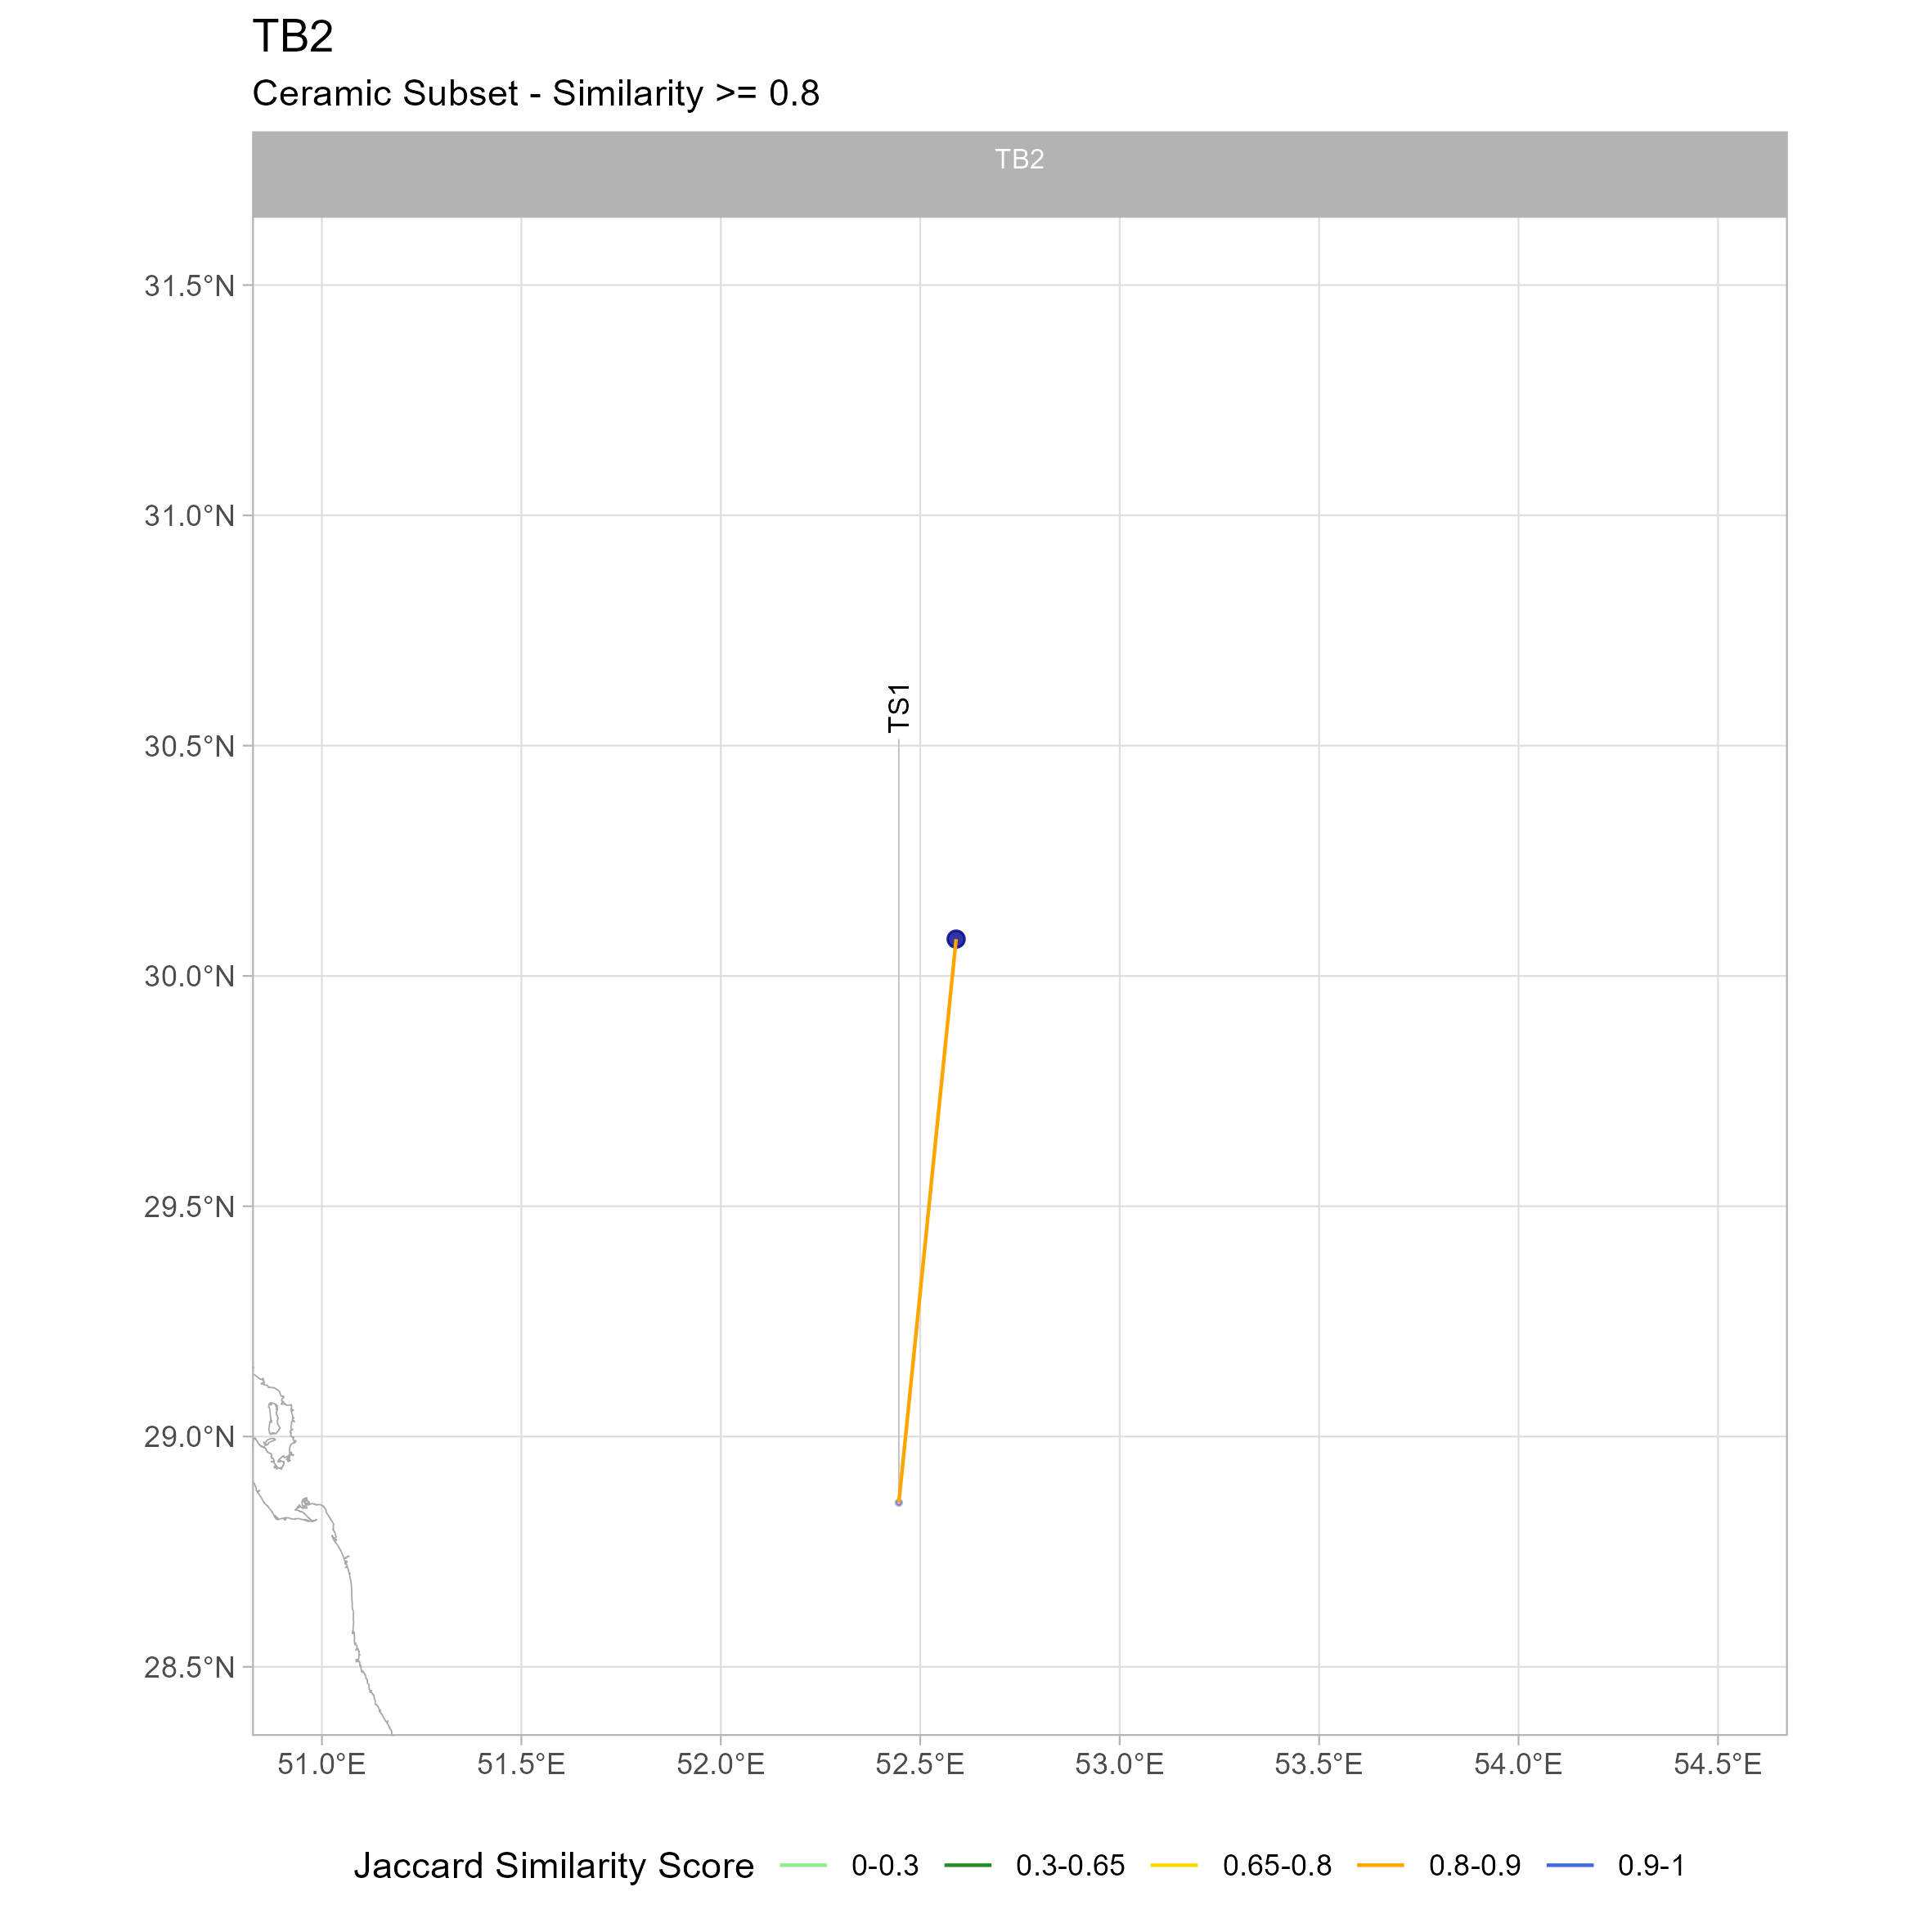 TB2
Ceramic Subset - Similarity >= 0.8
TB2
31.5°N
31.0°N
TS1
30.5°N
30.0°N
29.5°N
29.0°N
28.5°N
51.0°E 51.5°E 52.0°E 52.5°E 53.0°E 53.5°E 54.0°E 54.5°E
Jaccard Similarity Score 0-0.3 0.3-0.65 0.65-0.8 0.8-0.9 0.9-1